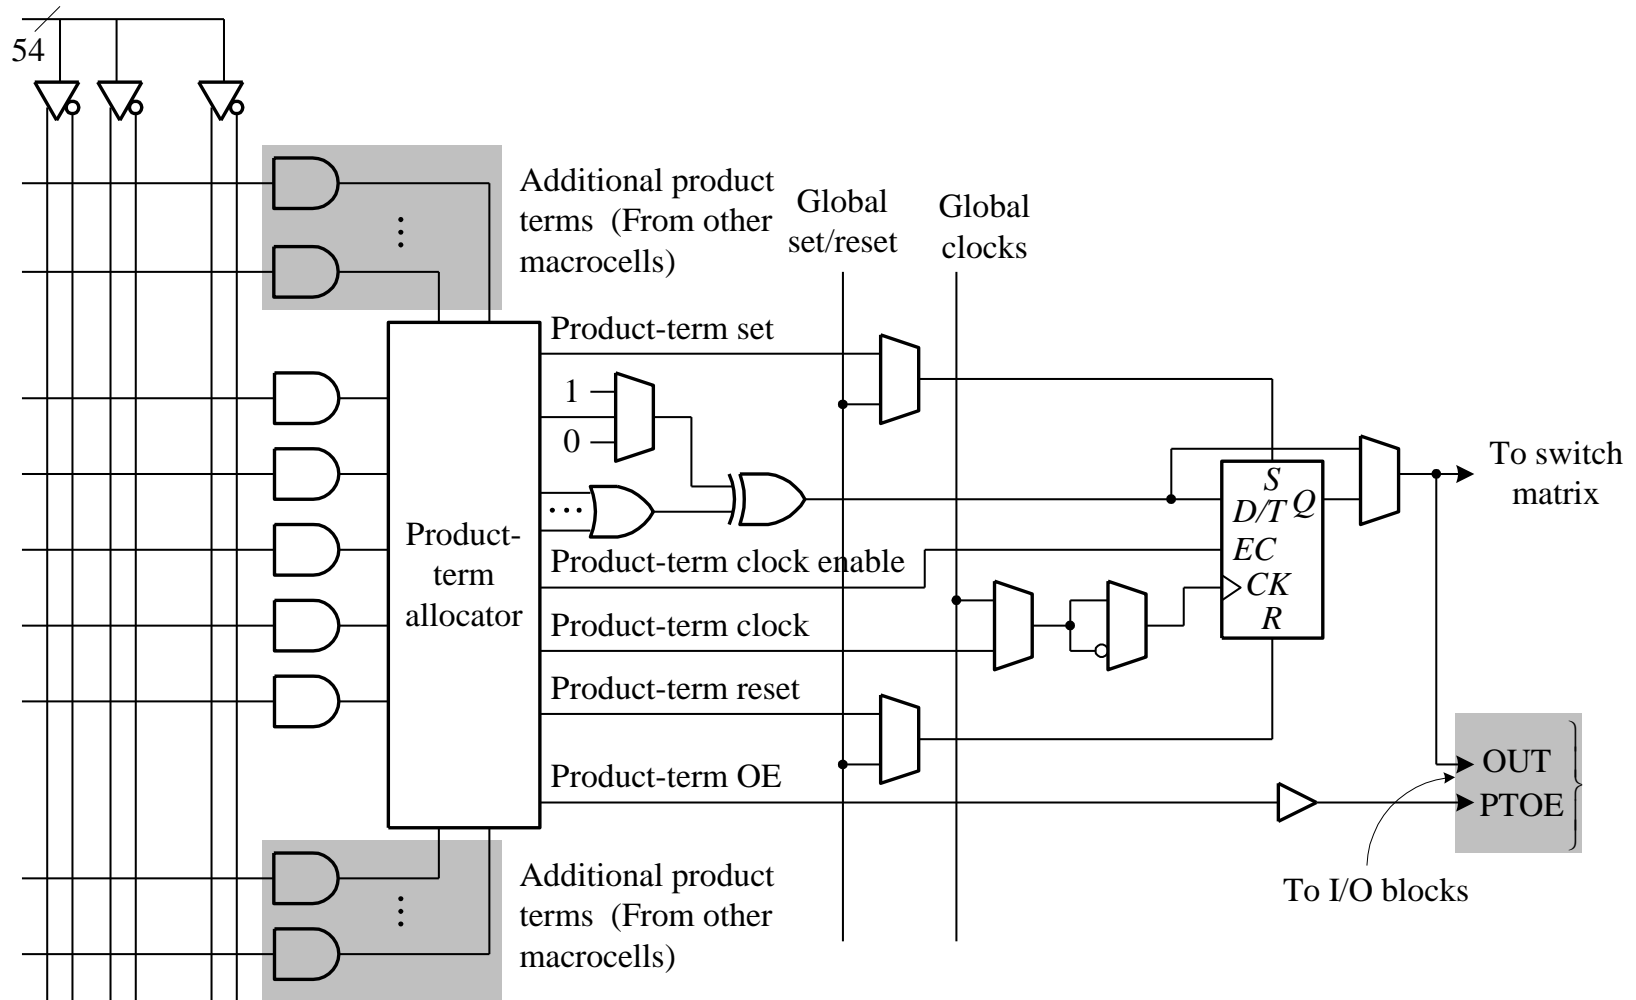 54
Additional product
terms (From other
macrocells)
Global
set/reset
Global
clocks
Product-term set
1
0
Product-
term
allocator
Product-term clock enable
Product-term clock
Product-term reset
Product-term OE
S
D/T Q
EC
CK
R
To switch
matrix
OUT
PTOE
To I/O blocks
Additional product
terms (From other
macrocells)